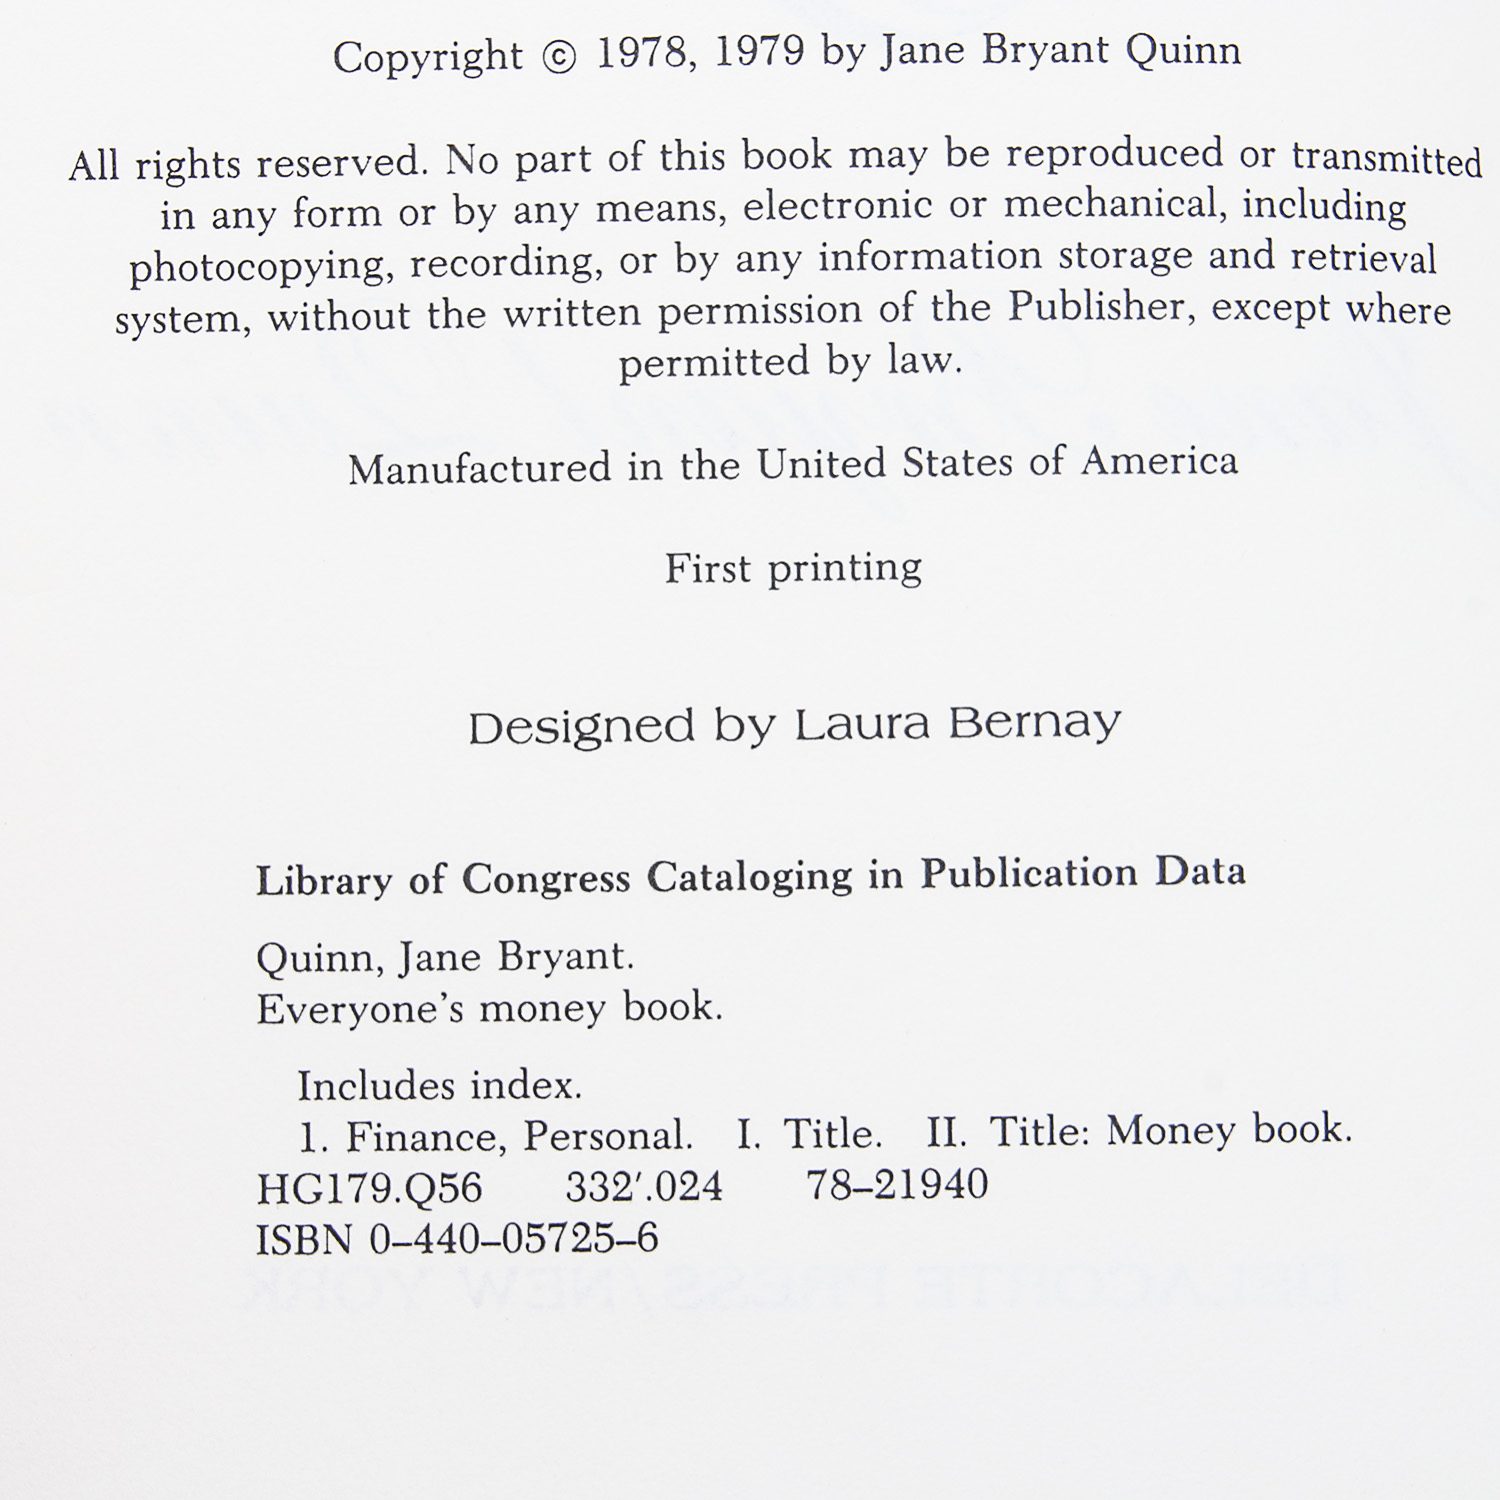 Copyright © 1978, 1979 by Jane Bryant Quinn
All rights reserved. No part of this book may be reproduced or transmitted
in any form or by any means, electronic or mechanical, including
photocopying, recording, or by any information storage and retrieval
system, without the written permission of the Publisher, except where
permitted by law.
Manufactured in the United States of America
First printing
Designed by Laura Bernay
Library of Congress Cataloging in Publication Data
Quinn, Jane Bryant.
Everyone's money book.
Includes index.
1. Finance, Personal. I. Title. II. Title: Money book.
HG179.Q56 332′.024 78–21940
ISBN 0–440–05725–6
DELACORTE PRESS/NEW YORK